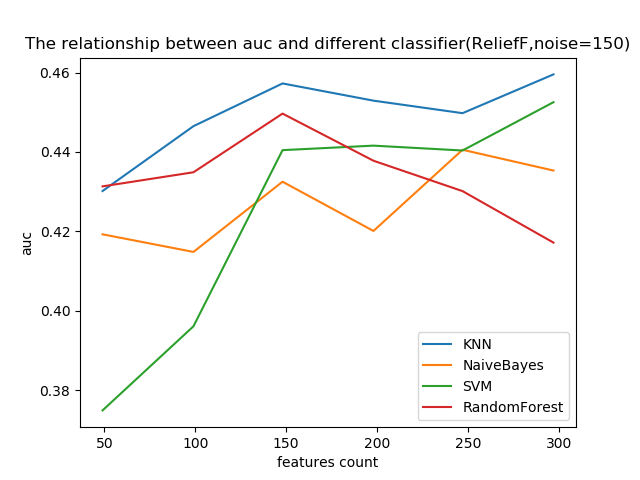 The relationship between auc and different classifier(ReliefF,noise=150)
0.46
0.44
0.42
0.40
0.38
auc
50
100
150
200
250
300
features count
KNN
NaiveBayes
SVM
RandomForest